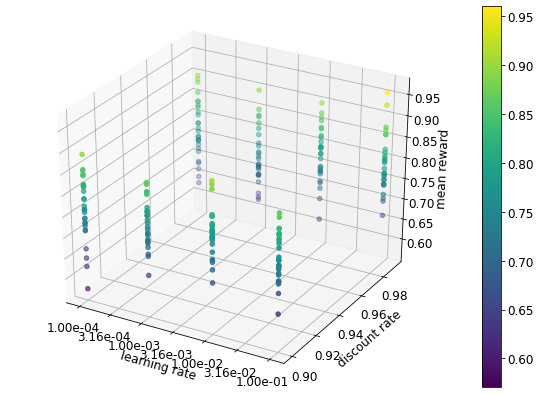 0.95
0.90
0.85
0.80
0.75
0.70
0.65
0.60
mean reward
0.98
0.96
0.94
0.92
0.90
discount rate
1.00e-04
3.16e-04
1.00e-03
3.16e-03
1.00e-02
3.16e-02
1.00e-01
learning rate
0.95
0.90
0.85
0.80
0.75
0.70
0.65
0.60